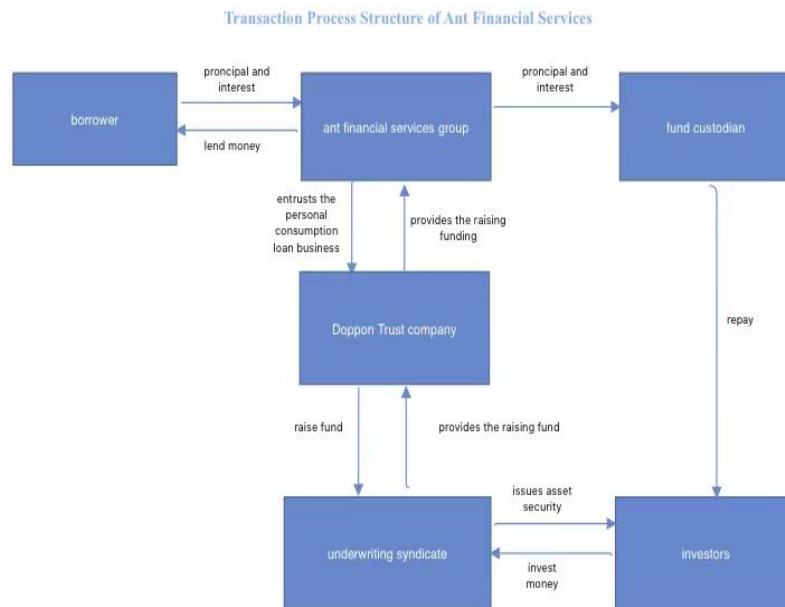 Transaction Process Structure of Ant Financial Services
proncipal and
interest
proncipal and
interest
borrower
ant financial services group
fund custodian
lend money
entrusts the
personal
consumption
loan business
provides the raising
funding
Doppon Trust company
repay
raise fund
provides the raising fund
issues asset
security
underwriting syndicate
investors
invest
money